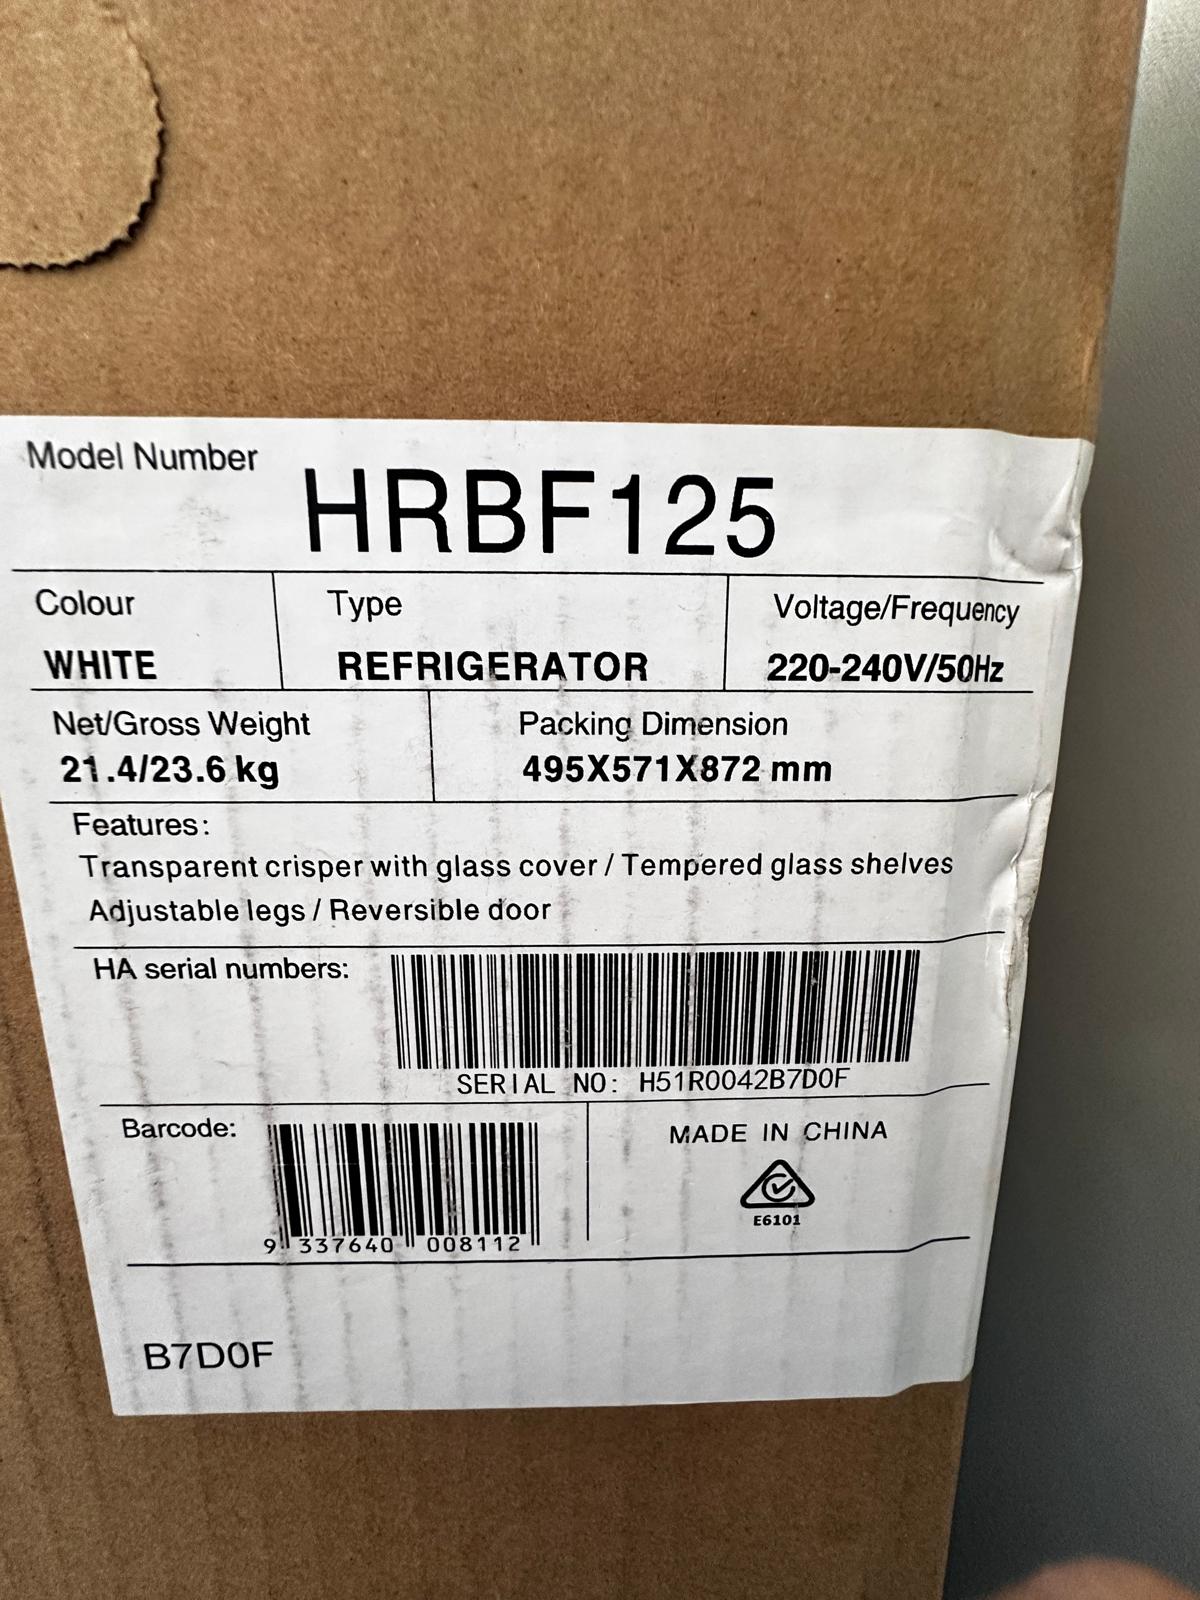 Model Number
HRBF125
Colour
Type
Voltage/Frequency
WHITE
REFRIGERATOR
220-240V/50Hz
Net/Gross Weight
Packing Dimension
21.4/23.6 kg
495X571X872 mm
Features:
Transparent crisper with glass cover / Tempered glass shelves
Adjustable legs / Reversible door
HA serial numbers:
SERIAL NO: H51R0042B7D0F
Barcode:
MADE IN CHINA
E6101
9 337640 008112
B7D0F